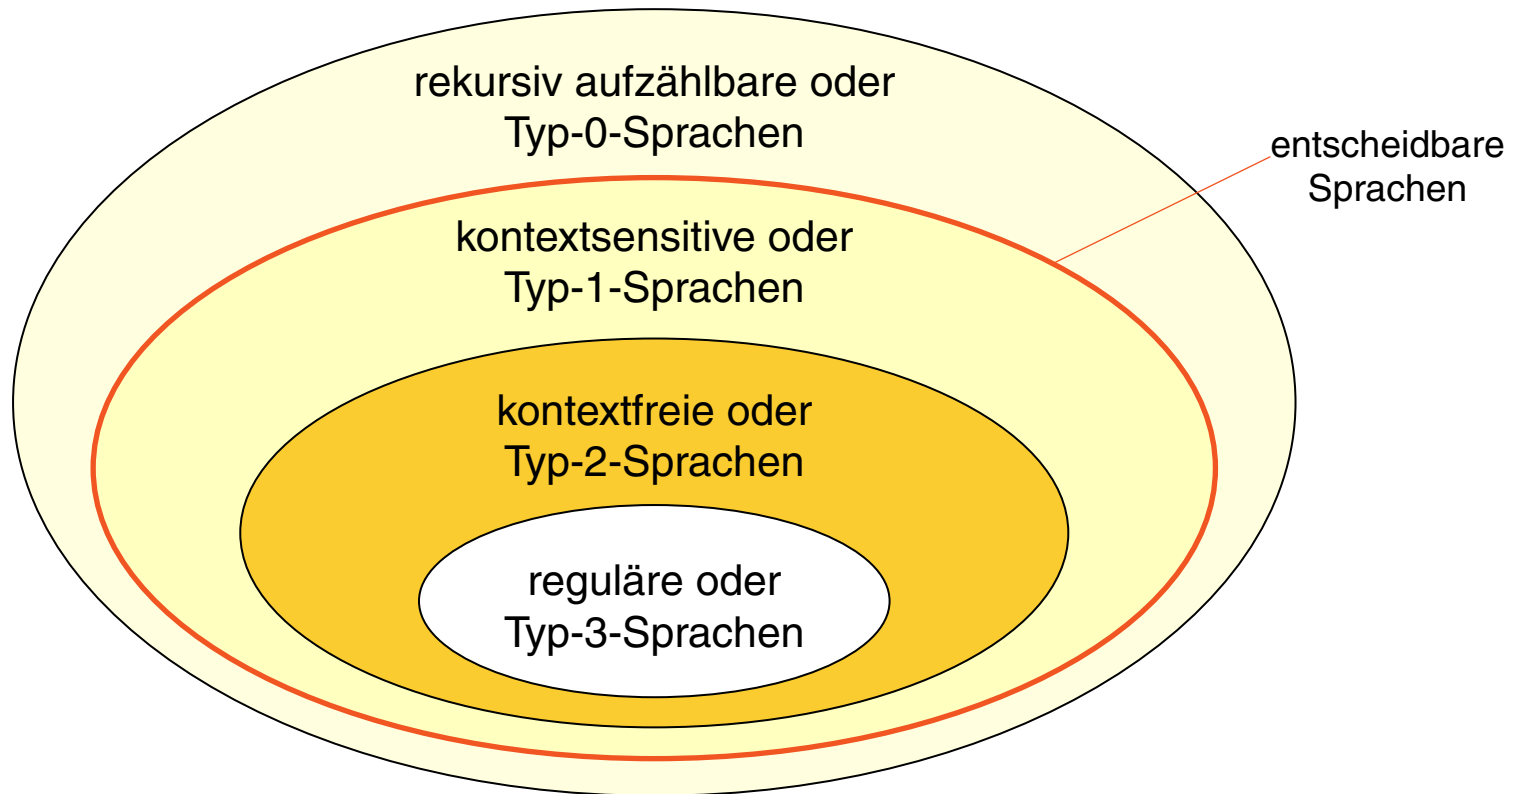 rekursiv aufzählbare oder
Typ-0-Sprachen
entscheidbare
Sprachen
kontextsensitive oder
Typ-1-Sprachen
kontextfreie oder
Typ-2-Sprachen
reguläre oder
Typ-3-Sprachen